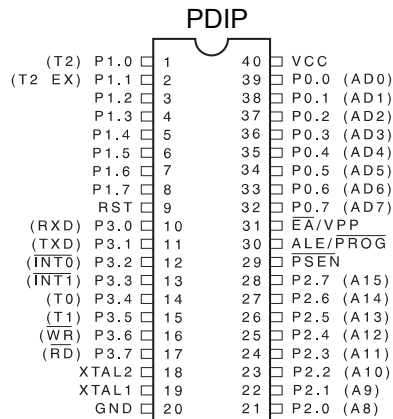 PDIP
(T2) P1.0 1 40 VCC
(T2 EX) P1.1 2 39 P0.0 (AD0)
P1.2 3 38 P0.1 (AD1)
P1.3 4 37 P0.2 (AD2)
P1.4 5 36 P0.3 (AD3)
P1.5 6 35 P0.4 (AD4)
P1.6 7 34 P0.5 (AD5)
P1.7 8 33 P0.6 (AD6)
RST 9 32 P0.7 (AD7)
(RXD) P3.0 10 31 E̅A̅/VPP
(TXD) P3.1 11 30 ALE/P̅R̅O̅G̅
(I̅N̅T̅0̅) P3.2 12 29 P̅S̅E̅N̅
(I̅N̅T̅1̅) P3.3 13 28 P2.7 (A15)
(T0) P3.4 14 27 P2.6 (A14)
(T1) P3.5 15 26 P2.5 (A13)
(W̅R̅) P3.6 16 25 P2.4 (A12)
(R̅D̅) P3.7 17 24 P2.3 (A11)
XTAL2 18 23 P2.2 (A10)
XTAL1 19 22 P2.1 (A9)
GND 20 21 P2.0 (A8)